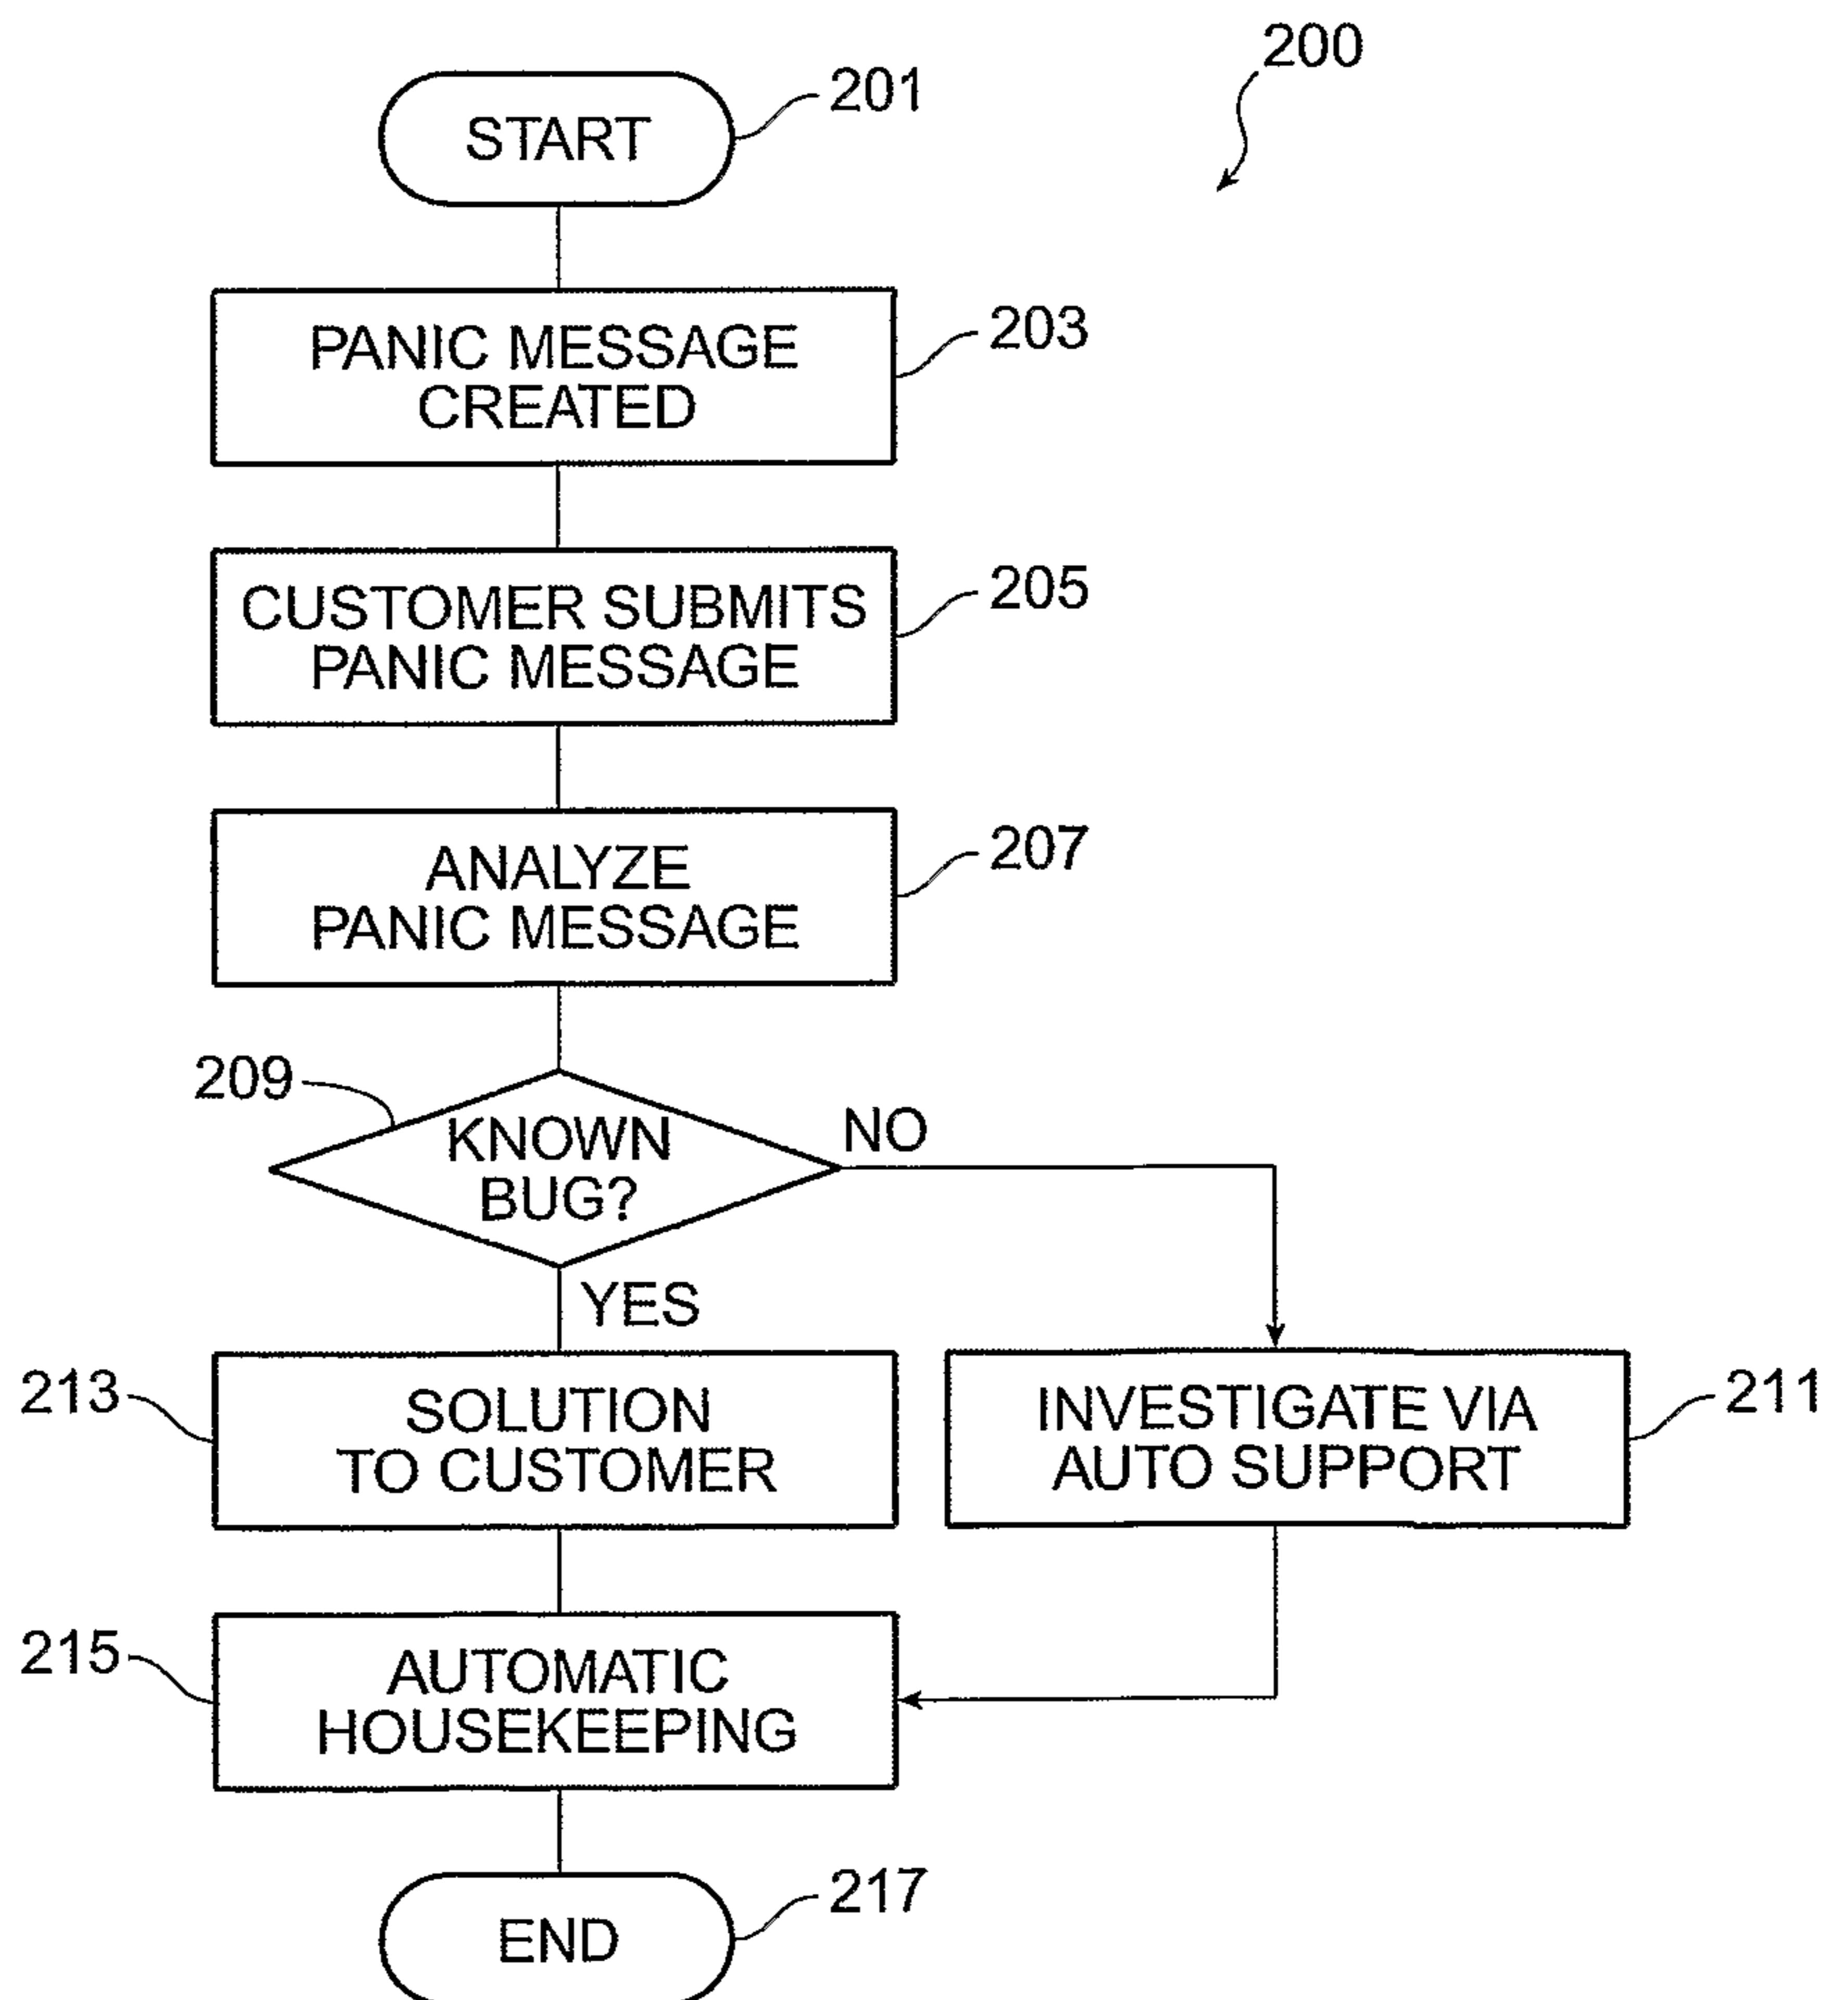 200
201
START
203
PANIC MESSAGE
CREATED
205
CUSTOMER SUBMITS
PANIC MESSAGE
207
ANALYZE
PANIC MESSAGE
209
KNOWN
BUG?
NO
YES
213
SOLUTION
TO CUSTOMER
211
INVESTIGATE VIA
AUTO SUPPORT
215
AUTOMATIC
HOUSEKEEPING
217
END